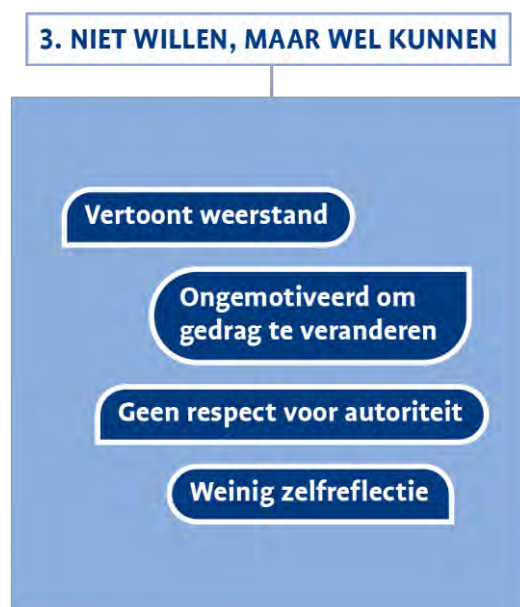 3. NIET WILLEN, MAAR WEL KUNNEN
Vertoont weerstand
Ongemotiveerd om
gedrag te veranderen
Geen respect voor autoriteit
Weinig zelfreflectie